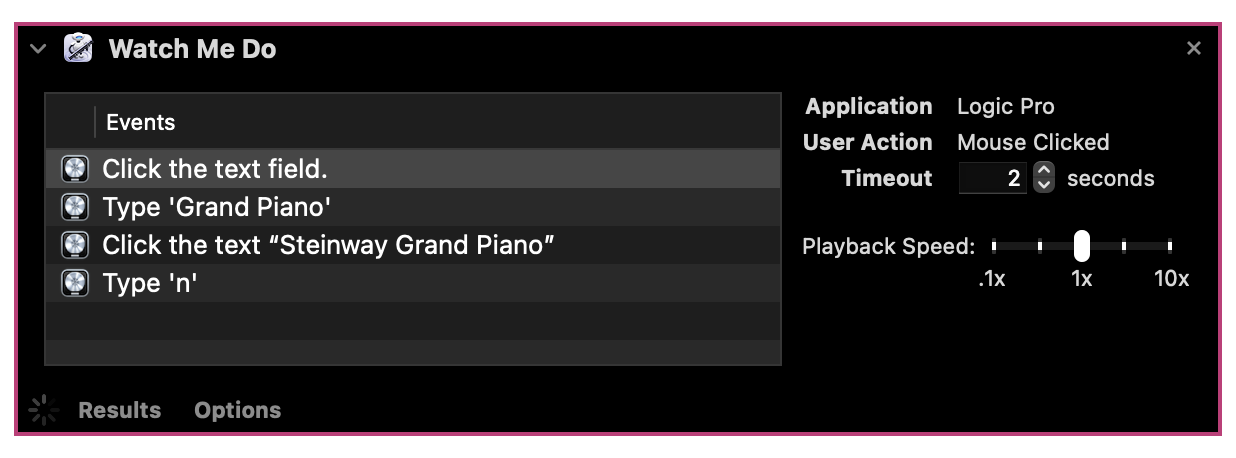 Watch Me Do
Events
Click the text field.
Type 'Grand Piano'
Click the text “Steinway Grand Piano”
Type 'n'
Application Logic Pro
User Action Mouse Clicked
Timeout 2 seconds
Playback Speed:
.1x 1x 10x
Results Options